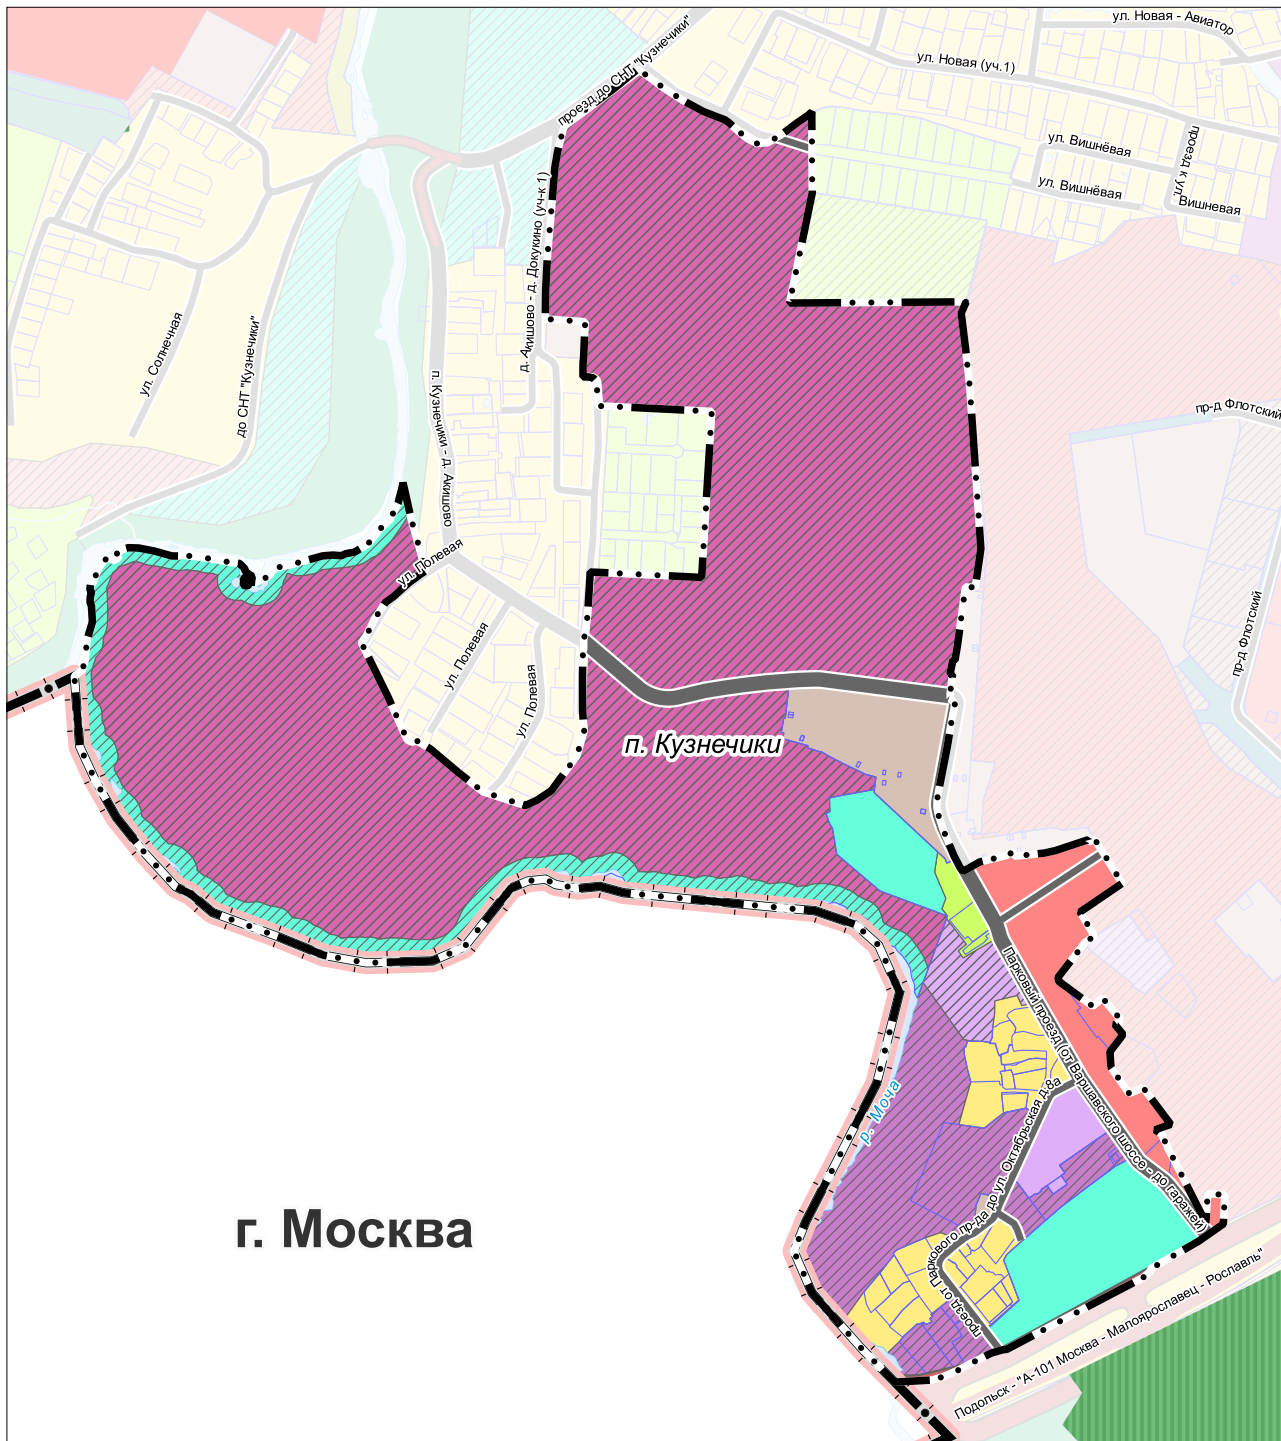 ул. Новая - Авиатор
проезд до СНТ "Кузнечики"
ул. Новая (уч.1)
ул. Вишнёвая
проезд к ул.
Вишневая
ул. Вишнёвая
д. Акишово - д. Докукино (уч-к 1)
ул. Солнечная
до СНТ "Кузнечики"
п. Кузнечики - д. Акишово
пр-д Флотский
ул. Полевая
пр-д Флотский
ул. Полевая
ул. Полевая
п. Кузнечики
Парковый проезд (от Варшавского шоссе - до гаражей)
р. Моча
проезд от Паркового пр-да до ул. Октябрьская д.8а
г. Москва
Подольск - "А-101 Москва - Малоярославец - Рославль"